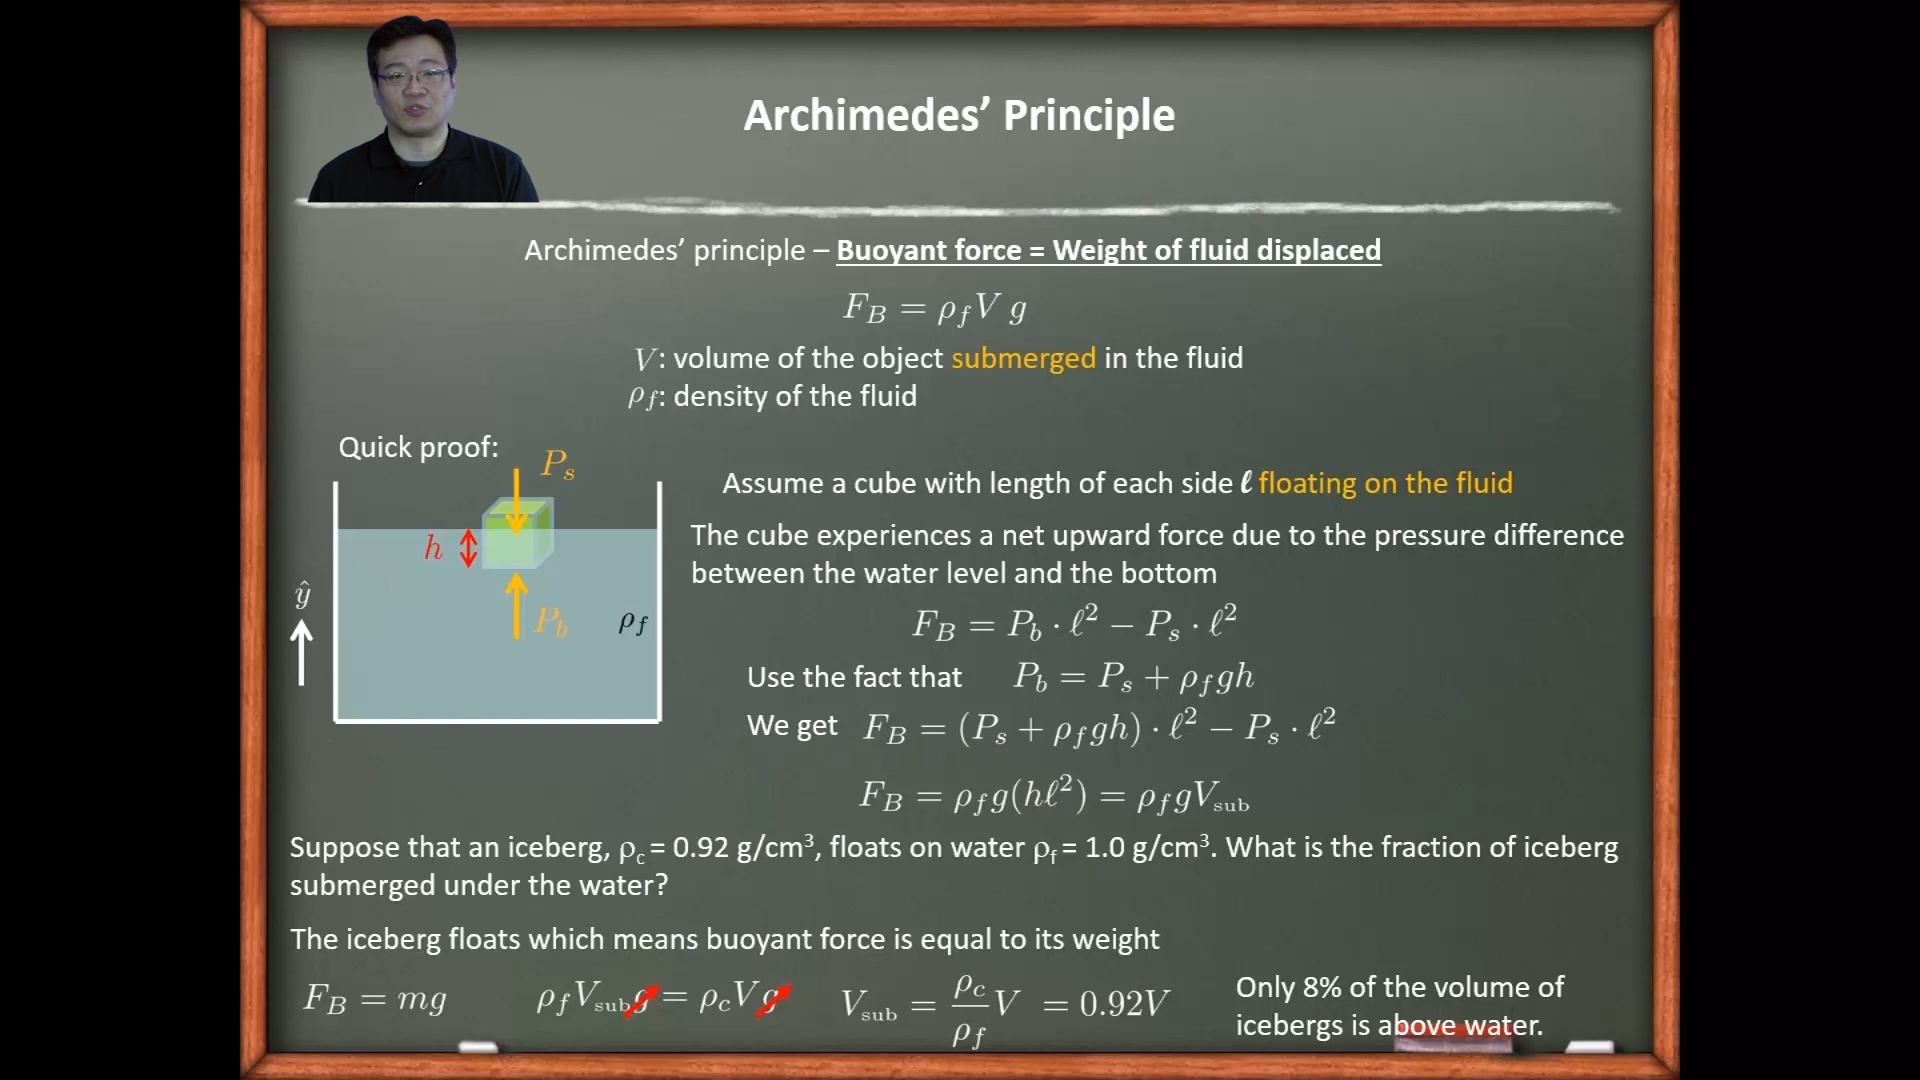 Archimedes’ Principle
Archimedes’ principle – Buoyant force = Weight of fluid displaced
F_B = ρ_f V g
V: volume of the object submerged in the fluid
ρ_f: density of the fluid
Quick proof:
P_s
Assume a cube with length of each side ℓ floating on the fluid
h
The cube experiences a net upward force due to the pressure difference
between the water level and the bottom
ŷ
P_b
ρ_f
F_B = P_b · ℓ² − P_s · ℓ²
Use the fact that P_b = P_s + ρ_f gh
We get F_B = (P_s + ρ_f gh) · ℓ² − P_s · ℓ²
F_B = ρ_f g(hℓ²) = ρ_f gV_sub
Suppose that an iceberg, ρ_c = 0.92 g/cm³, floats on water ρ_f = 1.0 g/cm³. What is the fraction of iceberg
submerged under the water?
The iceberg floats which means buoyant force is equal to its weight
F_B = mg ρ_f V_sub g = ρ_c V g V_sub = ρ_c/ρ_f V = 0.92V
Only 8% of the volume of
icebergs is above water.